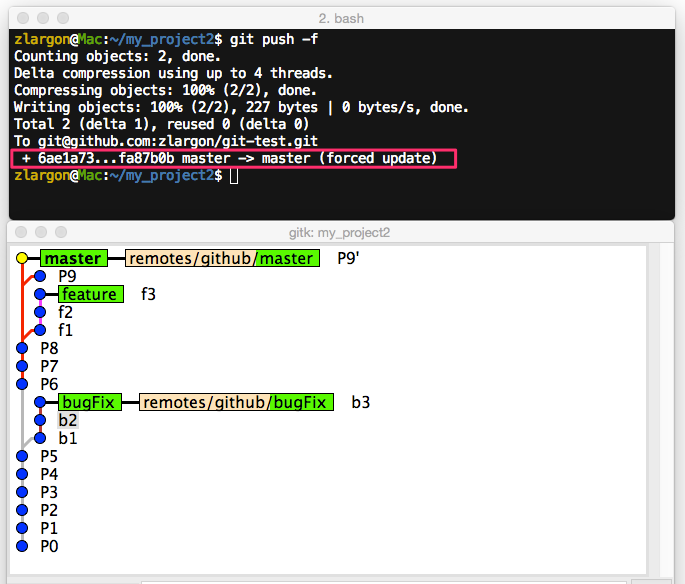 2. bash
zlargon@Mac:~/my_project2$ git push -f
Counting objects: 2, done.
Delta compression using up to 4 threads.
Compressing objects: 100% (2/2), done.
Writing objects: 100% (2/2), 227 bytes | 0 bytes/s, done.
Total 2 (delta 1), reused 0 (delta 0)
To git@github.com:zlargon/git-test.git
+ 6ae1a73...fa87b0b master -> master (forced update)
zlargon@Mac:~/my_project2$
gitk: my_project2
master remotes/github/master P9'
P9
feature f3
f2
f1
P8
P7
P6
bugFix remotes/github/bugFix b3
b2
b1
P5
P4
P3
P2
P1
P0